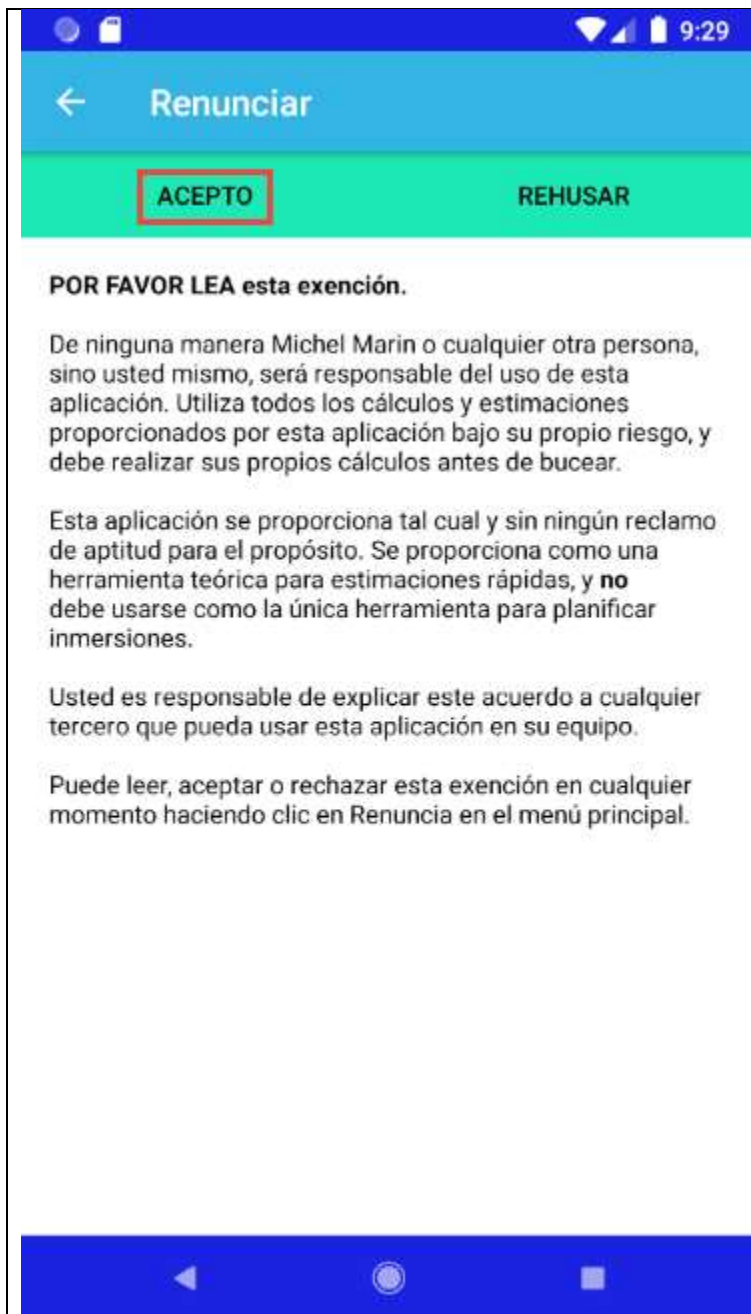 9:29
Renunciar
ACEPTO REHUSAR
POR FAVOR LEA esta exención.
De ninguna manera Michel Marin o cualquier otra persona,
sino usted mismo, será responsable del uso de esta
aplicación. Utiliza todos los cálculos y estimaciones
proporcionados por esta aplicación bajo su propio riesgo, y
debe realizar sus propios cálculos antes de bucear.
Esta aplicación se proporciona tal cual y sin ningún reclamo
de aptitud para el propósito. Se proporciona como una
herramienta teórica para estimaciones rápidas, y no
debe usarse como la única herramienta para planificar
inmersiones.
Usted es responsable de explicar este acuerdo a cualquier
tercero que pueda usar esta aplicación en su equipo.
Puede leer, aceptar o rechazar esta exención en cualquier
momento haciendo clic en Renuncia en el menú principal.